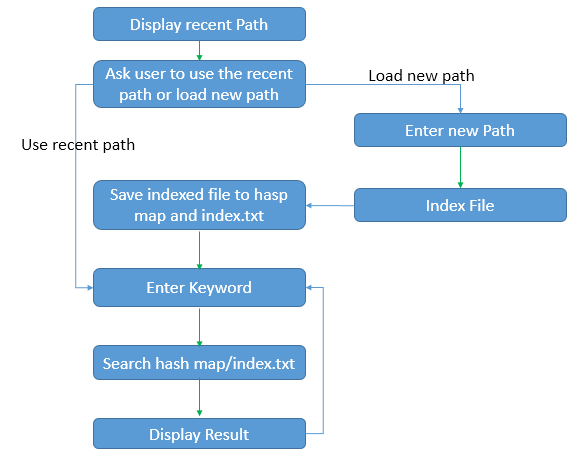 Display recent Path
Ask user to use the recent
path or load new path
Load new path
Enter new Path
Use recent path
Save indexed file to hasp
map and index.txt
Index File
Enter Keyword
Search hash map/index.txt
Display Result